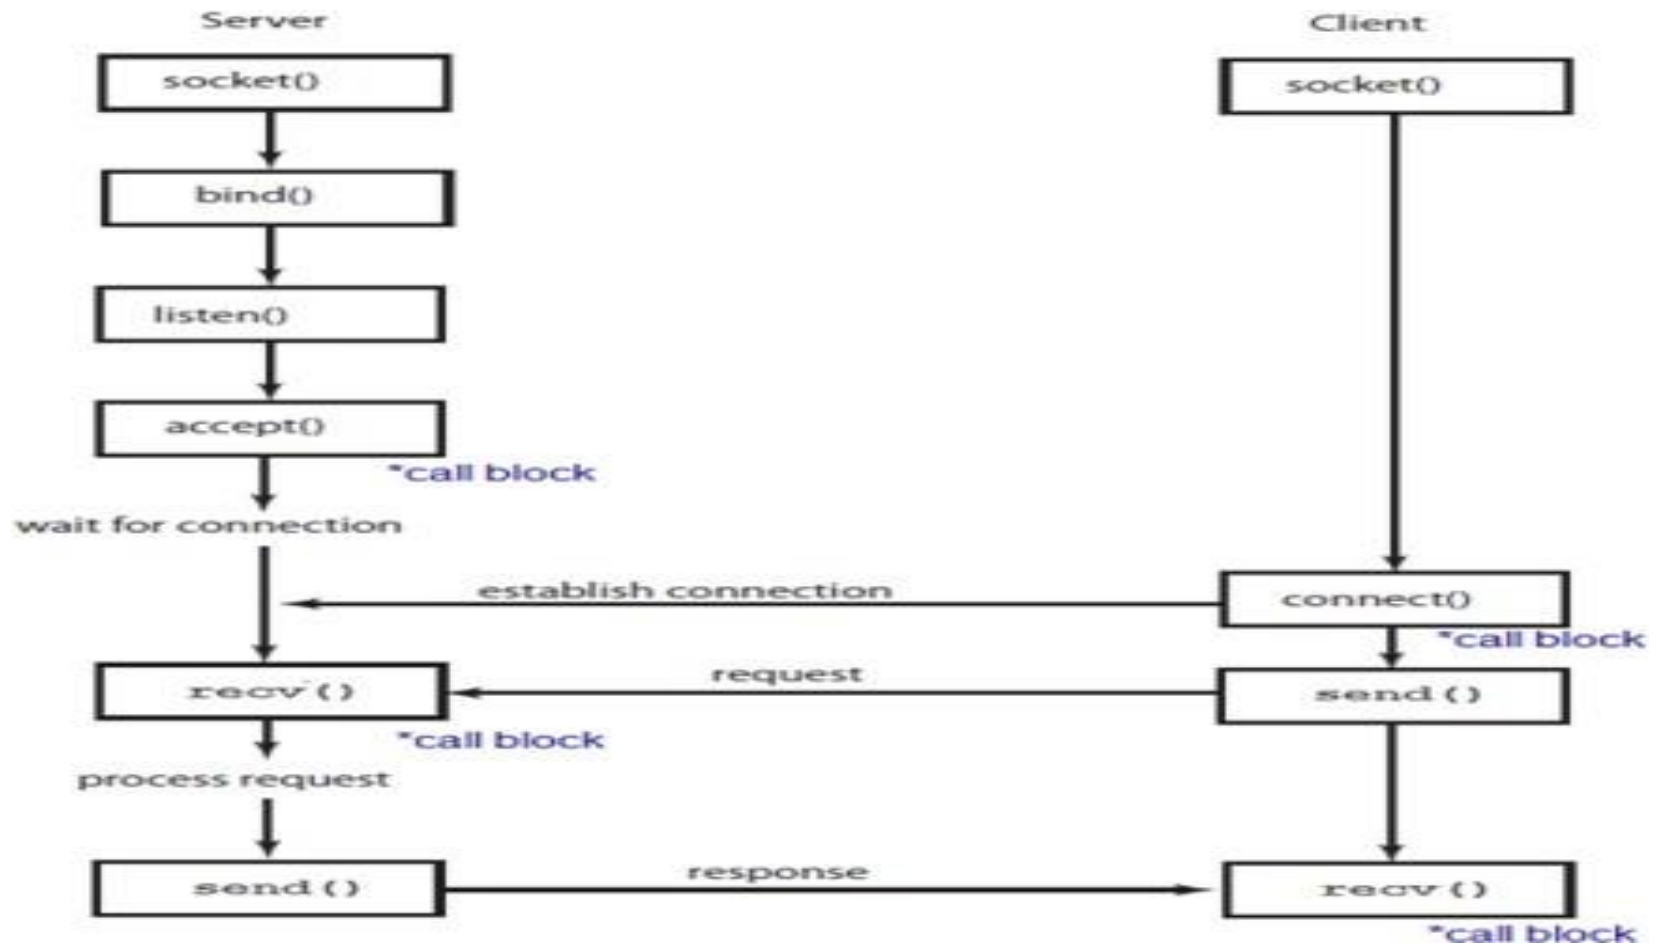 Server
Client
socket()
socket()
bind()
listen()
accept()
*call block
wait for connection
establish connection
connect()
*call block
request
recv ()
send ()
*call block
process request
response
send ()
recv ()
*call block